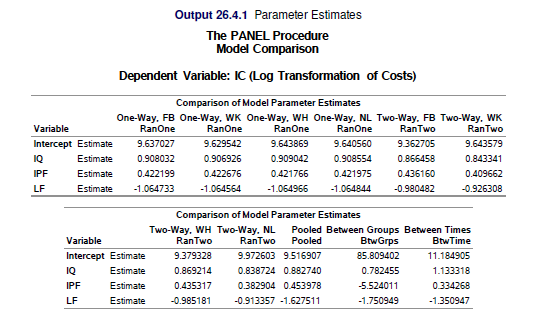 Output 26.4.1 Parameter Estimates
The PANEL Procedure
Model Comparison
Dependent Variable: IC (Log Transformation of Costs)
Comparison of Model Parameter Estimates
One-Way, FB One-Way, WK One-Way, WH One-Way, NL Two-Way, FB Two-Way, WK
Variable RanOne RanOne RanOne RanOne RanTwo RanTwo
Intercept Estimate 9.637027 9.629542 9.643869 9.640560 9.362705 9.643579
IQ Estimate 0.908032 0.906926 0.909042 0.908554 0.866458 0.843341
IPF Estimate 0.422199 0.422676 0.421766 0.421975 0.436160 0.409662
LF Estimate -1.064733 -1.064564 -1.064966 -1.064844 -0.980482 -0.926308
Comparison of Model Parameter Estimates
Two-Way, WH Two-Way, NL Pooled Between Groups Between Times
Variable RanTwo RanTwo Pooled BtwGrps BtwTime
Intercept Estimate 9.379328 9.972603 9.516907 85.809402 11.184905
IQ Estimate 0.869214 0.838724 0.882740 0.782455 1.133318
IPF Estimate 0.435317 0.382904 0.453978 -5.524011 0.334268
LF Estimate -0.985181 -0.913357 -1.627511 -1.750949 -1.350947